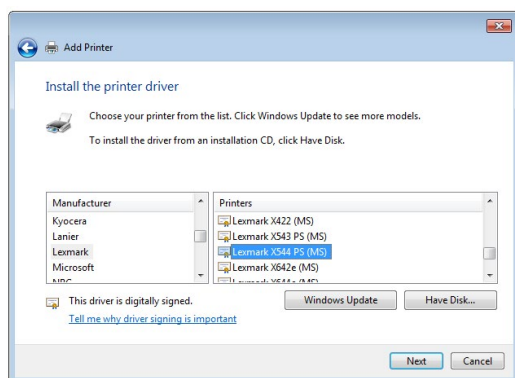 Add Printer
Install the printer driver
Choose your printer from the list. Click Windows Update to see more models.
To install the driver from an installation CD, click Have Disk.
Manufacturer
Kyocera
Lanier
Lexmark
Microsoft
Printers
Lexmark X422 (MS)
Lexmark X543 PS (MS)
Lexmark X544 PS (MS)
Lexmark X642e (MS)
This driver is digitally signed.
Tell me why driver signing is important
Windows Update
Have Disk...
Next
Cancel